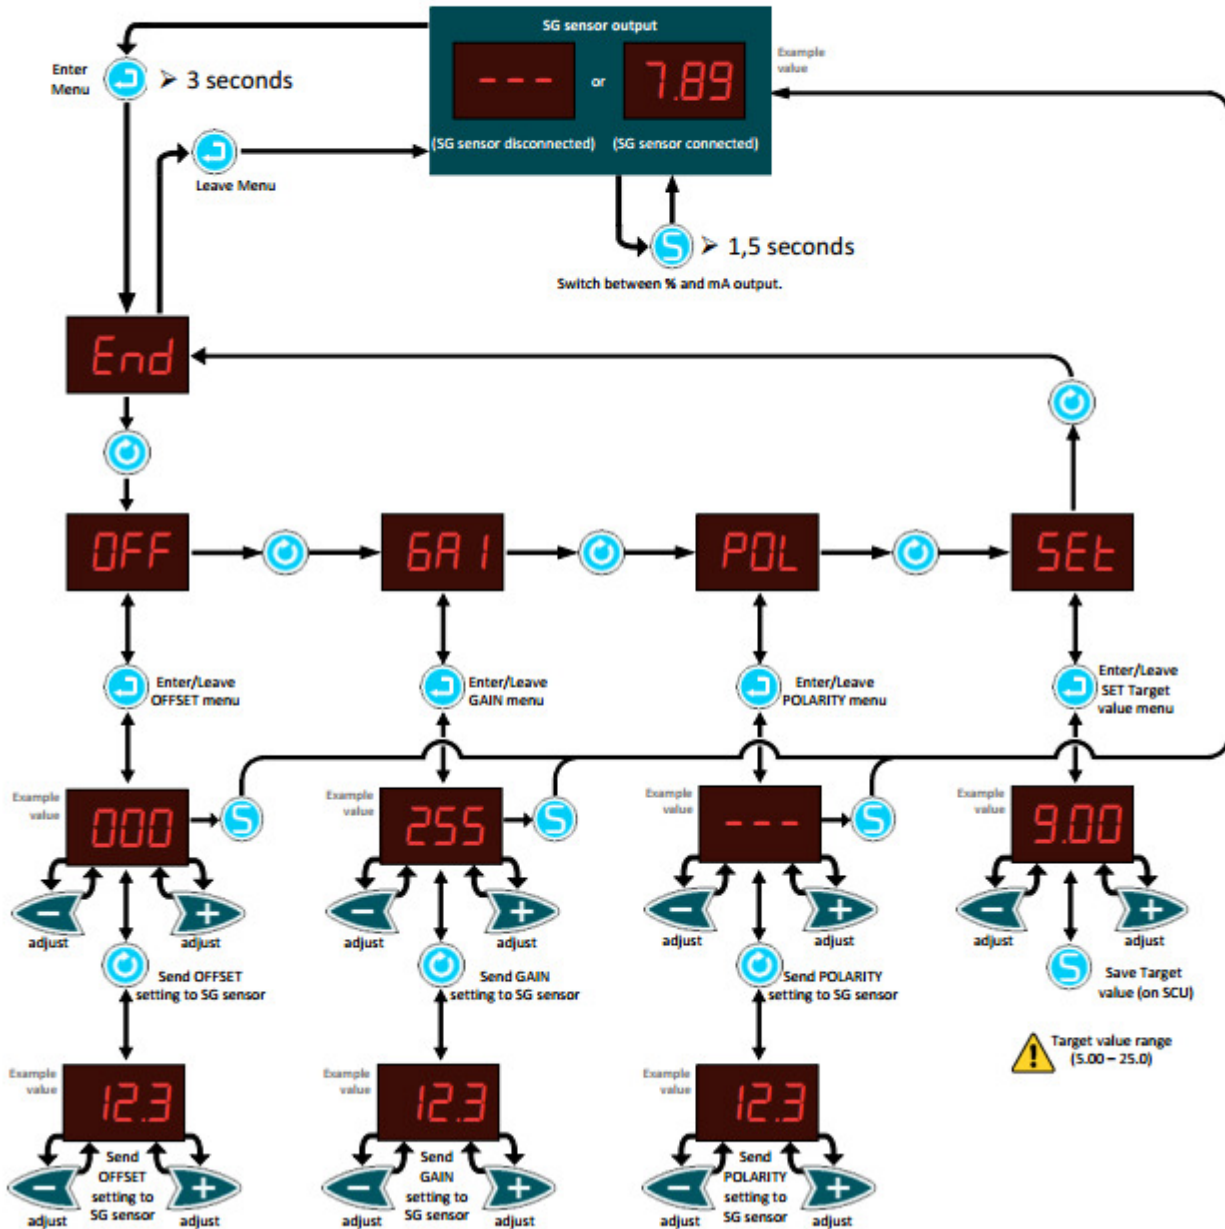 SG sensor output
Example
value
Enter
Menu
➢ 3 seconds
---
or
7.89
(SG sensor disconnected)
(SG sensor connected)
Leave Menu
S
➢ 1,5 seconds
Switch between % and mA output.
End
OFF
GAI
POL
SEt
Enter/Leave
OFFSET menu
Enter/Leave
GAIN menu
Enter/Leave
POLARITY menu
Enter/Leave
SET Target
value menu
Example
value
000
S
Example
value
255
S
Example
value
---
S
Example
value
9.00
−
+
adjust
adjust
−
+
adjust
adjust
−
+
adjust
adjust
−
+
adjust
adjust
Send OFFSET
setting to SG sensor
Send GAIN
setting to SG sensor
Send POLARITY
setting to SG sensor
S
Save Target
value (on SCU)
!
Target value range
(5.00 – 25.0)
Example
value
12.3
Example
value
12.3
Example
value
12.3
−
+
Send
OFFSET
setting to
SG sensor
adjust
adjust
−
+
Send
GAIN
setting to
SG sensor
adjust
adjust
−
+
Send
POLARITY
setting to
SG sensor
adjust
adjust